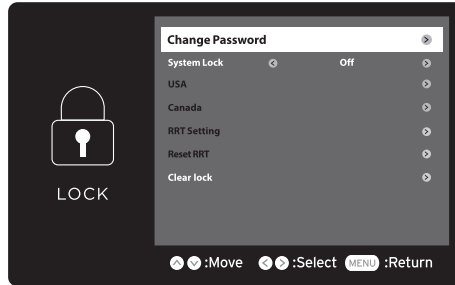 Change Password
System Lock Off
USA
Canada
RRT Setting
Reset RRT
Clear lock
LOCK
:Move :Select MENU :Return